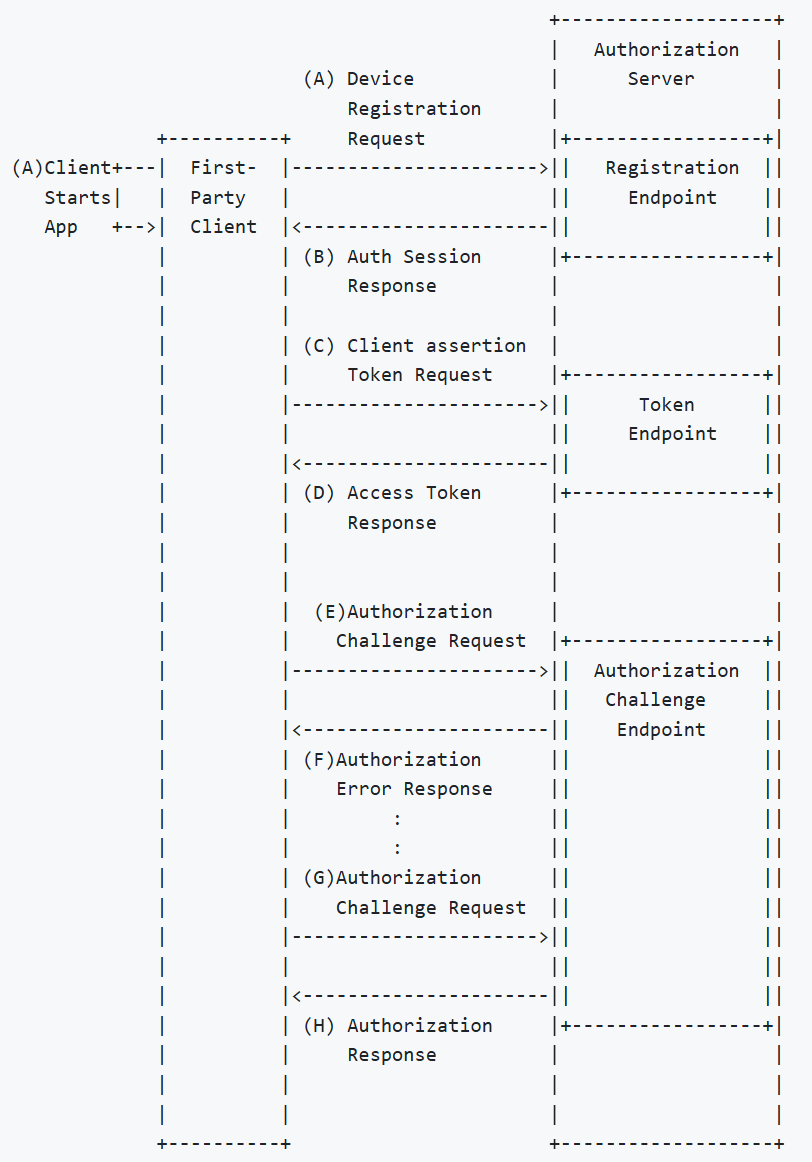 Authorization
Server
(A) Device
Registration
Request
(A)Client
Starts
App
First-
Party
Client
Registration
Endpoint
(B) Auth Session
Response
(C) Client assertion
Token Request
Token
Endpoint
(D) Access Token
Response
(E)Authorization
Challenge Request
Authorization
Challenge
Endpoint
(F)Authorization
Error Response
:
:
(G)Authorization
Challenge Request
(H) Authorization
Response